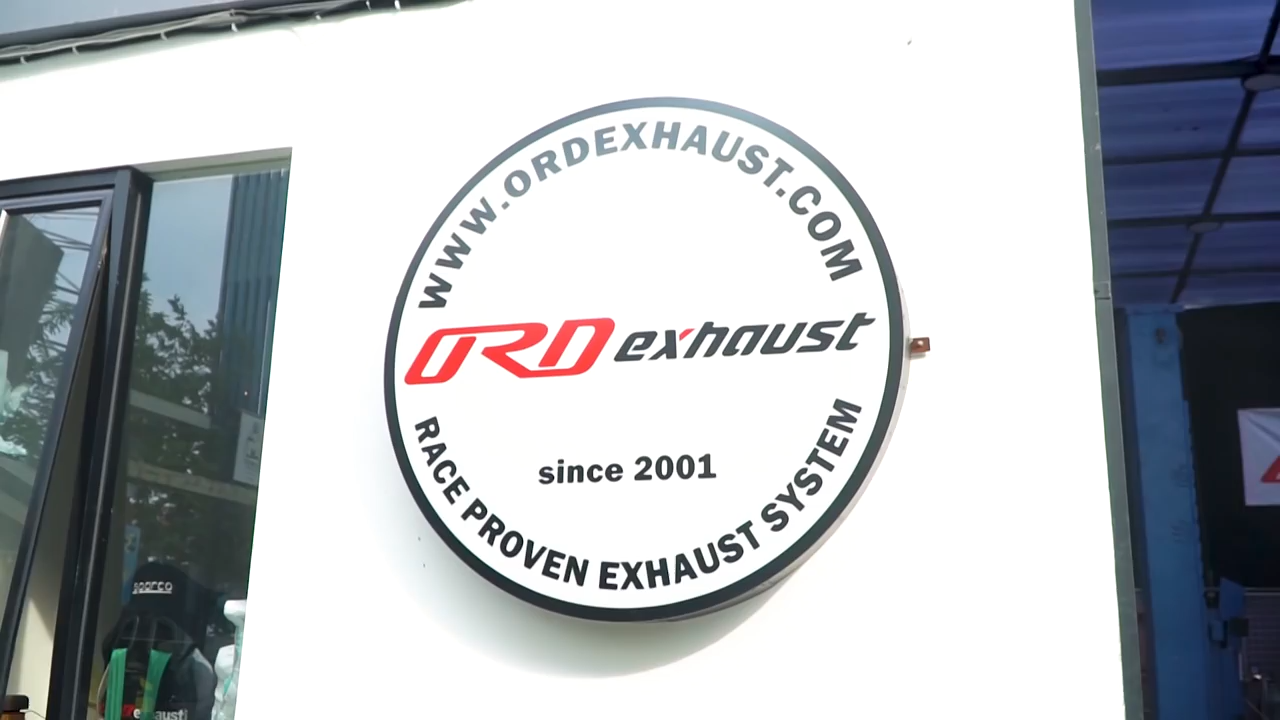 WWW.ORDEXHAUST.COM
ORD exhaust
since 2001
RACE PROVEN EXHAUST SYSTEM
sparco